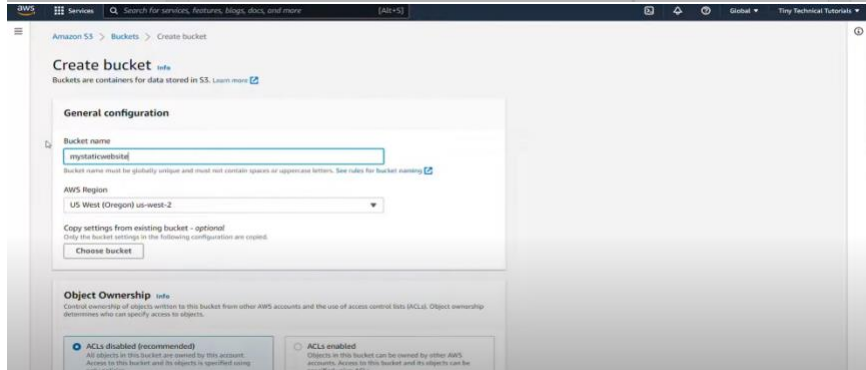 aws Services Search for services, features, blogs, docs, and more [Alt+S] Global Tiny Technical Tutorials
Amazon S3 > Buckets > Create bucket
Create bucket Info
Buckets are containers for data stored in S3. Learn more
General configuration
Bucket name
mystaticwebsite
Bucket name must be globally unique and must not contain spaces or uppercase letters. See rules for bucket naming
AWS Region
US West (Oregon) us-west-2
Copy settings from existing bucket - optional
Only the bucket settings in the following configuration are copied.
Choose bucket
Object Ownership Info
Control ownership of objects written to this bucket from other AWS accounts and the use of access control lists (ACLs). Object ownership
determines who can specify access to objects.
ACLs disabled (recommended)
All objects in this bucket are owned by this account.
Access to this bucket and its objects is specified using
ACLs enabled
Objects in this bucket can be owned by other AWS
accounts. Access to this bucket and its objects can be